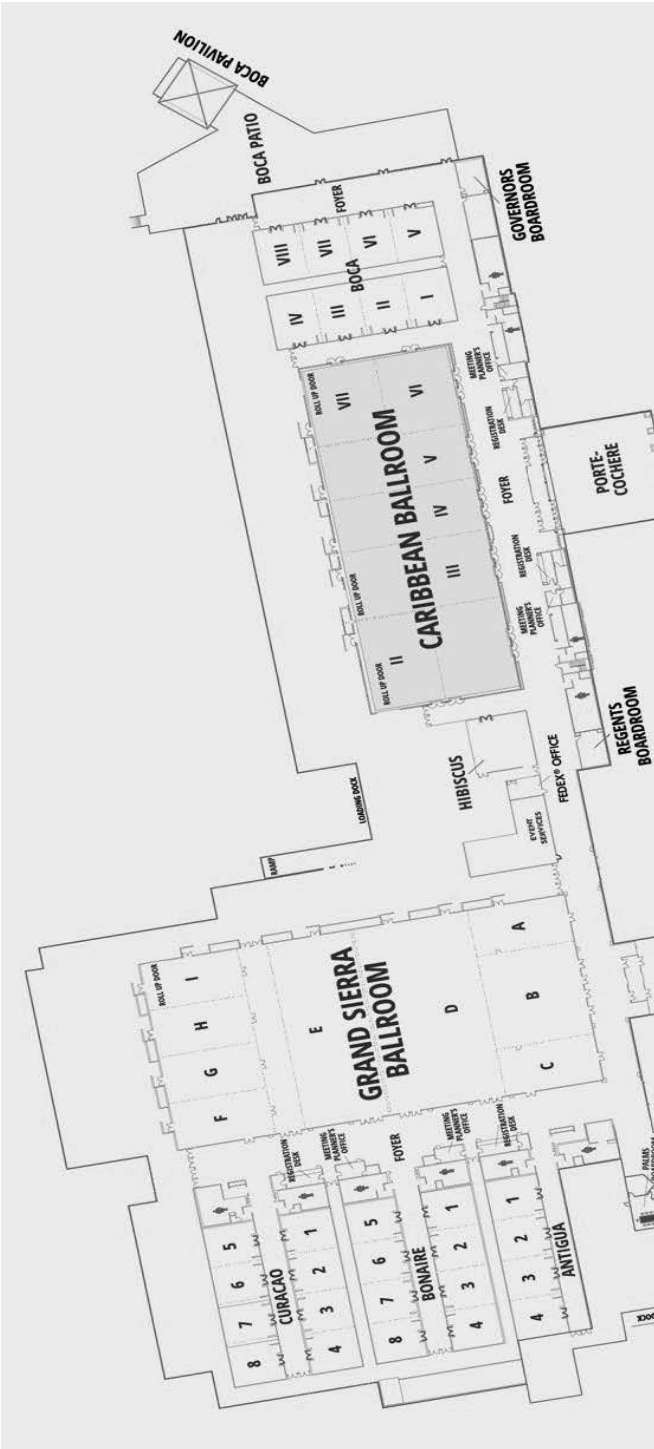 BOCA PAVILION
BOCA PATIO
FOYER
VIII
VII
VI
V
BOCA
IV
III
II
I
GOVERNORS
BOARDROOM
MEETING
PLANNER'S
OFFICE
ROLL UP DOOR
VII
VI
REGISTRATION
DESK
CARIBBEAN BALLROOM
V
IV
III
II
FOYER
PORTE-
COCHERE
ROLL UP DOOR
REGISTRATION
DESK
MEETING
PLANNER'S
OFFICE
ROLL UP DOOR
REGENTS
BOARDROOM
HIBISCUS
FEDEX® OFFICE
EVENT
SERVICES
LOADING DOCK
RAMP
ROLL UP DOOR
I
H
G
F
E
GRAND SIERRA
BALLROOM
D
A
B
C
REGISTRATION
DESK
MEETING
PLANNER'S
OFFICE
FOYER
MEETING
PLANNER'S
OFFICE
REGISTRATION
DESK
5
6
7
8
CURACAO
1
2
3
4
5
6
7
8
BONAIRE
1
2
3
4
1
2
3
4
ANTIGUA
PALMS
DOCK